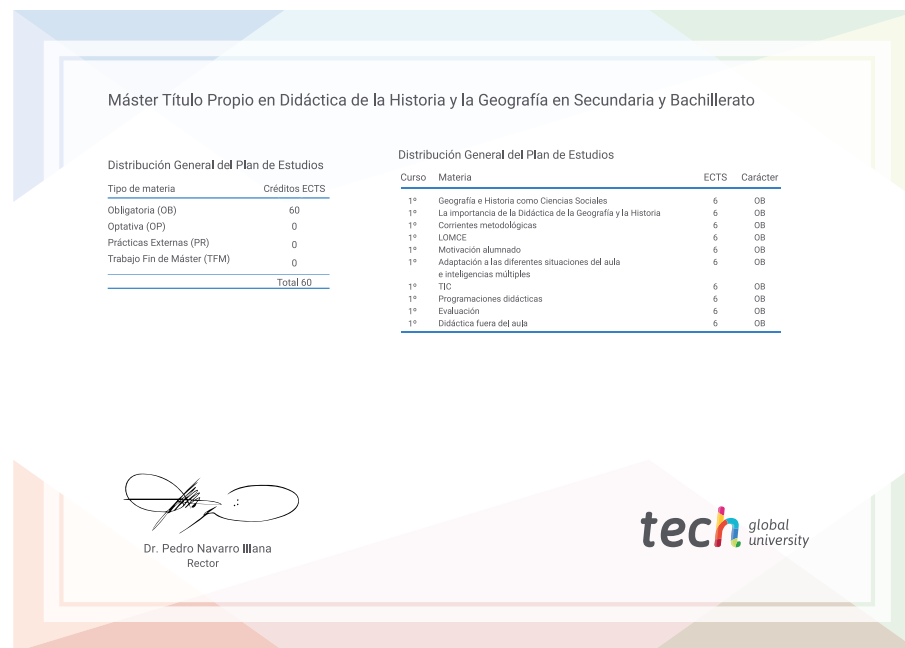 Máster Título Propio en Didáctica de la Historia y la Geografía en Secundaria y Bachillerato
Distribución General del Plan de Estudios
Tipo de materia Créditos ECTS
Obligatoria (OB) 60
Optativa (OP) 0
Prácticas Externas (PR) 0
Trabajo Fin de Máster (TFM) 0
Total 60
Distribución General del Plan de Estudios
Curso Materia ECTS Carácter
1º Geografía e Historia como Ciencias Sociales 6 OB
1º La importancia de la Didáctica de la Geografía y la Historia 6 OB
1º Corrientes metodológicas 6 OB
1º LOMCE 6 OB
1º Motivación alumnado 6 OB
1º Adaptación a las diferentes situaciones del aula 6 OB
e inteligencias múltiples
1º TIC 6 OB
1º Programaciones didácticas 6 OB
1º Evaluación 6 OB
1º Didáctica fuera del aula 6 OB
Dr. Pedro Navarro Illana
Rector
tech global
university